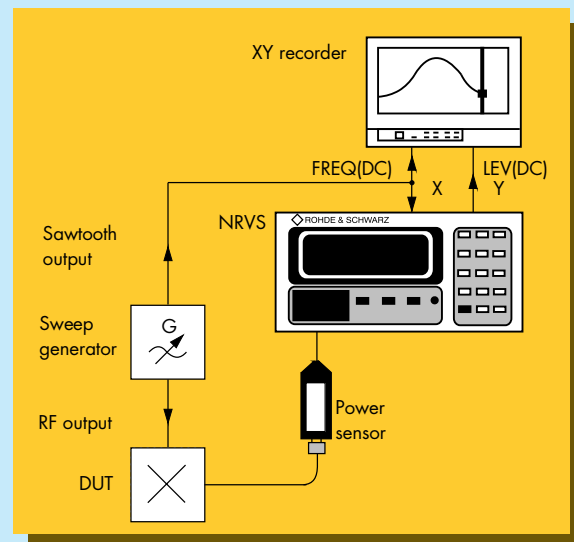 XY recorder
FREQ(DC)
LEV(DC)
X
Y
NRVS
ROHDE & SCHWARZ
Sawtooth
output
Sweep
generator
G
RF output
Power
sensor
DUT